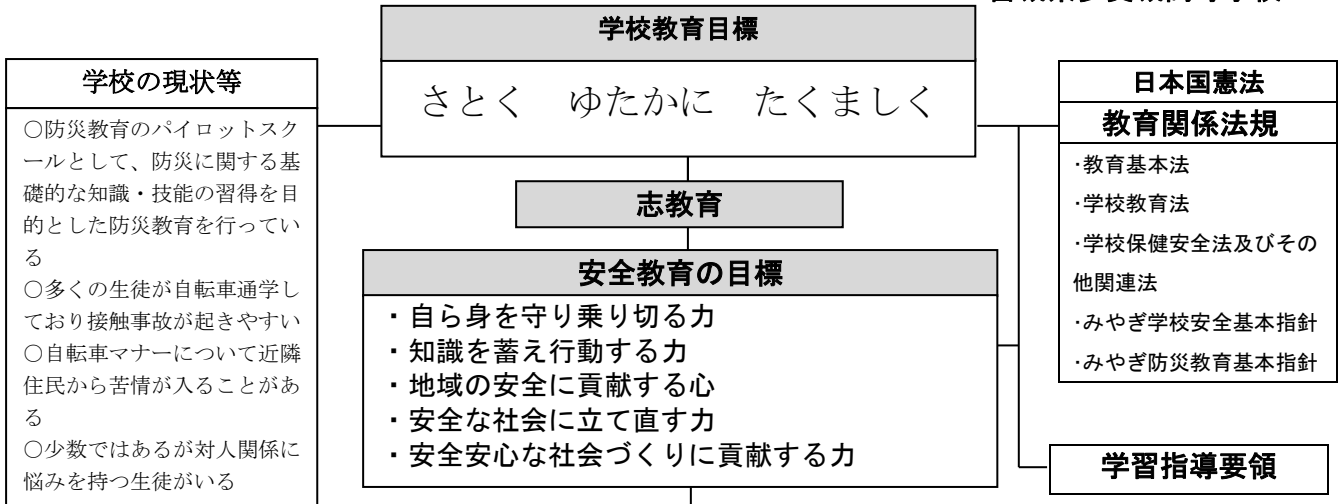 学校教育目標
さとく　ゆたかに　たくましく
学校の現状等
○防災教育のパイロットスク
ールとして、防災に関する基
礎的な知識・技能の習得を目
的とした防災教育を行ってい
る
○多くの生徒が自転車通学し
ており接触事故が起きやすい
○自転車マナーについて近隣
住民から苦情が入ることがあ
る
○少数ではあるが対人関係に
悩みを持つ生徒がいる
志教育
安全教育の目標
・自ら身を守り乗り切る力
・知識を蓄え行動する力
・地域の安全に貢献する心
・安全な社会に立て直す力
・安全安心な社会づくりに貢献する力
日本国憲法
教育関係法規
·教育基本法
·学校教育法
·学校保健安全法及びその
他関連法
·みやぎ学校安全基本指針
·みやぎ防災教育基本指針
学習指導要領